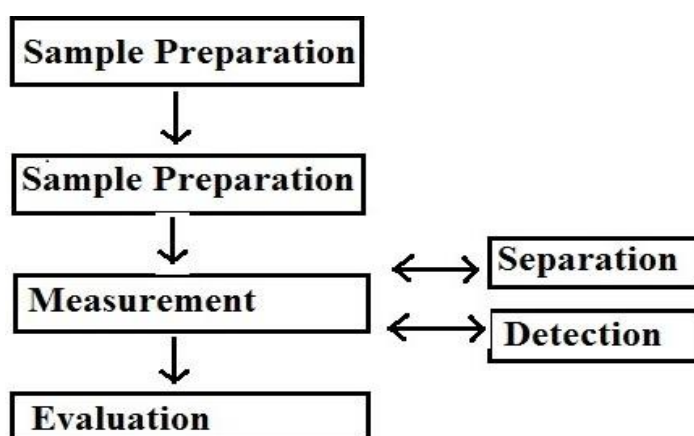 Sample Preparation
Sample Preparation
Separation
Measurement
Detection
Evaluation